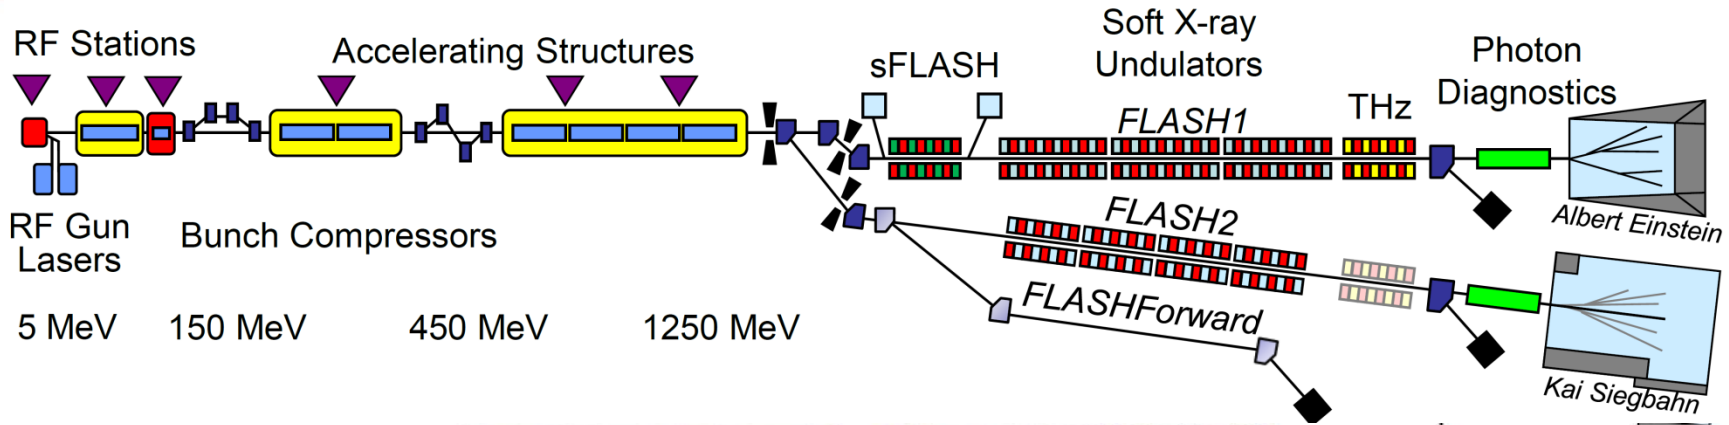 RF Stations
Accelerating Structures
sFLASH
Soft X-ray
Undulators
FLASH1
THz
Photon
Diagnostics
Albert Einstein
RF Gun
Lasers
Bunch Compressors
FLASH2
FLASHForward
Kai Siegbahn
5 MeV
150 MeV
450 MeV
1250 MeV